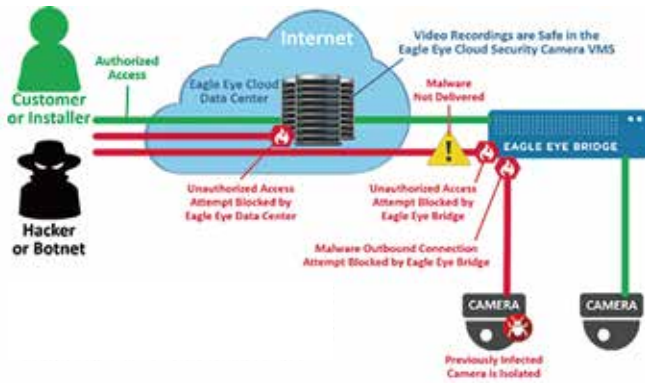 Internet
Video Recordings are Safe in the
Eagle Eye Cloud Security Camera VMS
Authorized
Access
Eagle Eye Cloud
Data Center
Malware
Not Delivered
Customer
or Installer
EAGLE EYE BRIDGE
Unauthorized Access
Attempt Blocked by
Eagle Eye Data Center
Unauthorized Access
Attempt Blocked by
Eagle Eye Bridge
Hacker
or Botnet
Malware Outbound Connection
Attempt Blocked by Eagle Eye Bridge
CAMERA
CAMERA
Previously Infected
Camera is Isolated